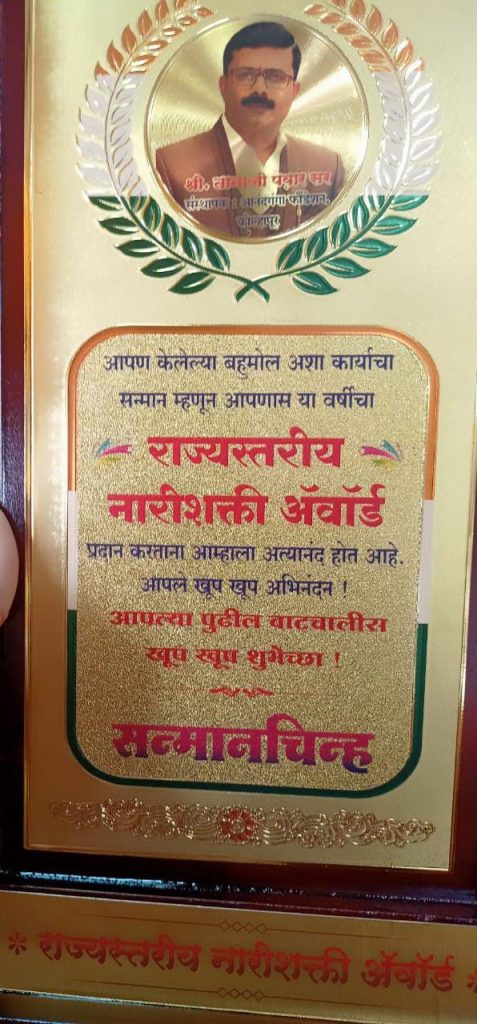 श्री. तानाजी पवार सर
संस्थापक : आनंदगंगा फौंडेशन,
कोल्हापूर
आपण केलेल्या बहुमोल अशा कार्याचा
सन्मान म्हणून आपणास या वर्षीचा
राज्यस्तरीय
नारीशक्ती ॲवॉर्ड
प्रदान करताना आम्हाला अत्यानंद होत आहे.
आपले खूप खूप अभिनंदन !
आपल्या पुढील वाटचालीस
खूप खूप शुभेच्छा !
सन्मानचिन्ह
* राज्यस्तरीय नारीशक्ती ॲवॉर्ड *